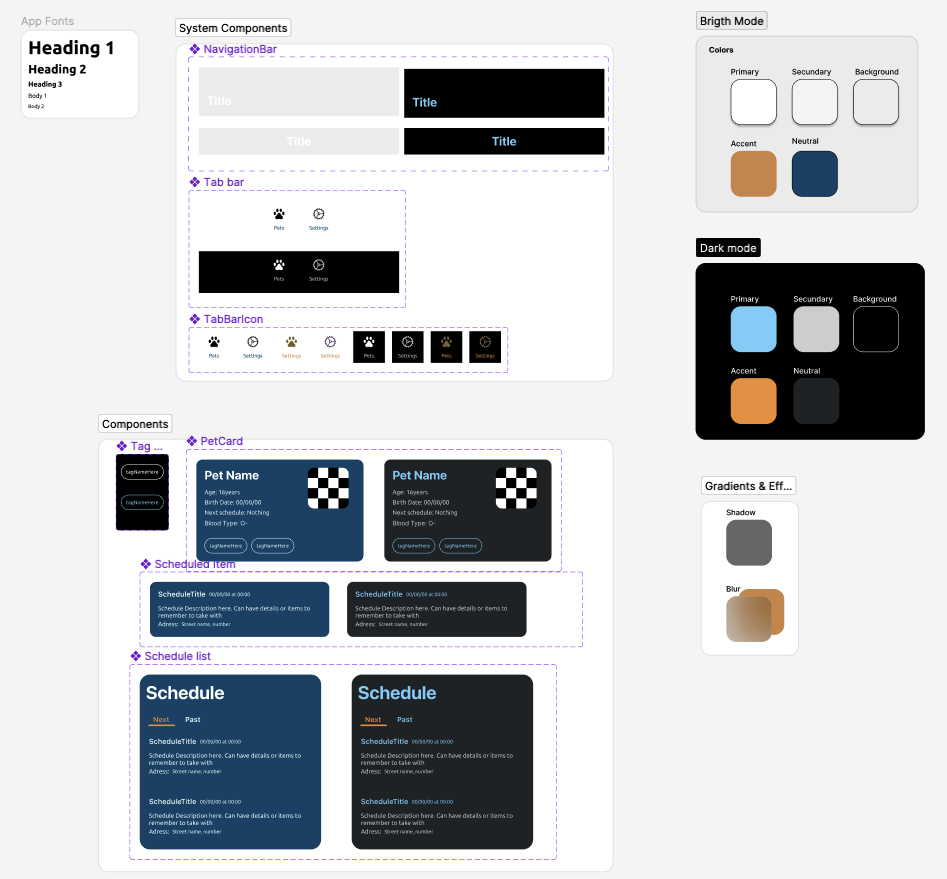 App Fonts
Heading 1
Heading 2
Heading 3
Body 1
Body 2
System Components
NavigationBar
Title
Title
Title
Title
Tab bar
Pets
Settings
Pets
Settings
TabBarIcon
Pets
Settings
Settings
Settings
Pets
Settings
Pets
Settings
Components
Tag ...
tagNameHere
tagNameHere
PetCard
Pet Name
Age: 16years
Birth Date: 00/00/00
Next schedule: Nothing
Blood Type: O-
tagNameHere
tagNameHere
Pet Name
Age: 16years
Birth Date: 00/00/00
Next schedule: Nothing
Blood Type: O-
tagNameHere
tagNameHere
Scheduled Item
ScheduleTitle 00/00/00 at 00:00
Schedule Description here. Can have details or items to
remember to take with
Adress: Street name, number
ScheduleTitle 00/00/00 at 00:00
Schedule Description here. Can have details or items to
remember to take with
Adress: Street name, number
Schedule list
Schedule
Next
Past
ScheduleTitle 00/00/00 at 00:00
Schedule Description here. Can have details or items to
remember to take with
Adress: Street name, number
ScheduleTitle 00/00/00 at 00:00
Schedule Description here. Can have details or items to
remember to take with
Adress: Street name, number
Schedule
Next
Past
ScheduleTitle 00/00/00 at 00:00
Schedule Description here. Can have details or items to
remember to take with
Adress: Street name, number
ScheduleTitle 00/00/00 at 00:00
Schedule Description here. Can have details or items to
remember to take with
Adress: Street name, number
Brigth Mode
Colors
Primary
Secundary
Background
Accent
Neutral
Dark mode
Primary
Secundary
Background
Accent
Neutral
Gradients & Eff...
Shadow
Blur